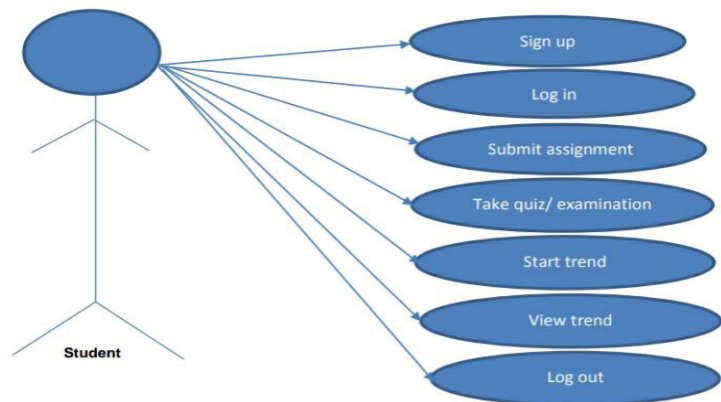 Sign up
Log in
Submit assignment
Take quiz/ examination
Start trend
View trend
Student
Log out